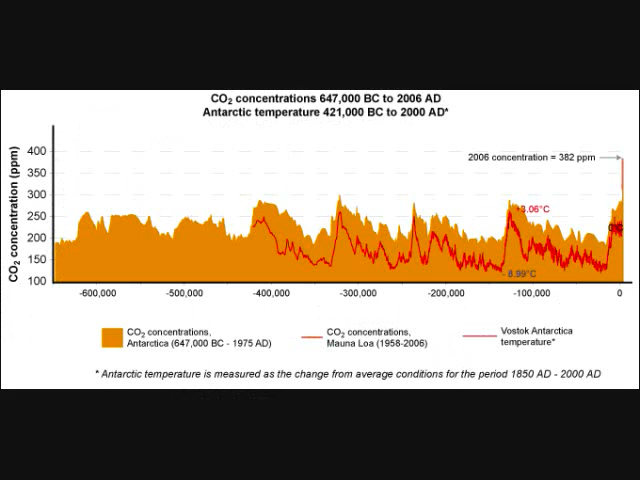 CO2 concentrations 647,000 BC to 2006 AD
Antarctic temperature 421,000 BC to 2000 AD*
CO2 concentration (ppm)
400
350
300
250
200
150
100
2006 concentration = 382 ppm
+3.06°C
0°C
- 8.99°C
-600,000
-500,000
-400,000
-300,000
-200,000
-100,000
0
CO2 concentrations,
Antarctica (647,000 BC - 1975 AD)
CO2 concentrations,
Mauna Loa (1958-2006)
Vostok Antarctica
temperature*
* Antarctic temperature is measured as the change from average conditions for the period 1850 AD - 2000 AD